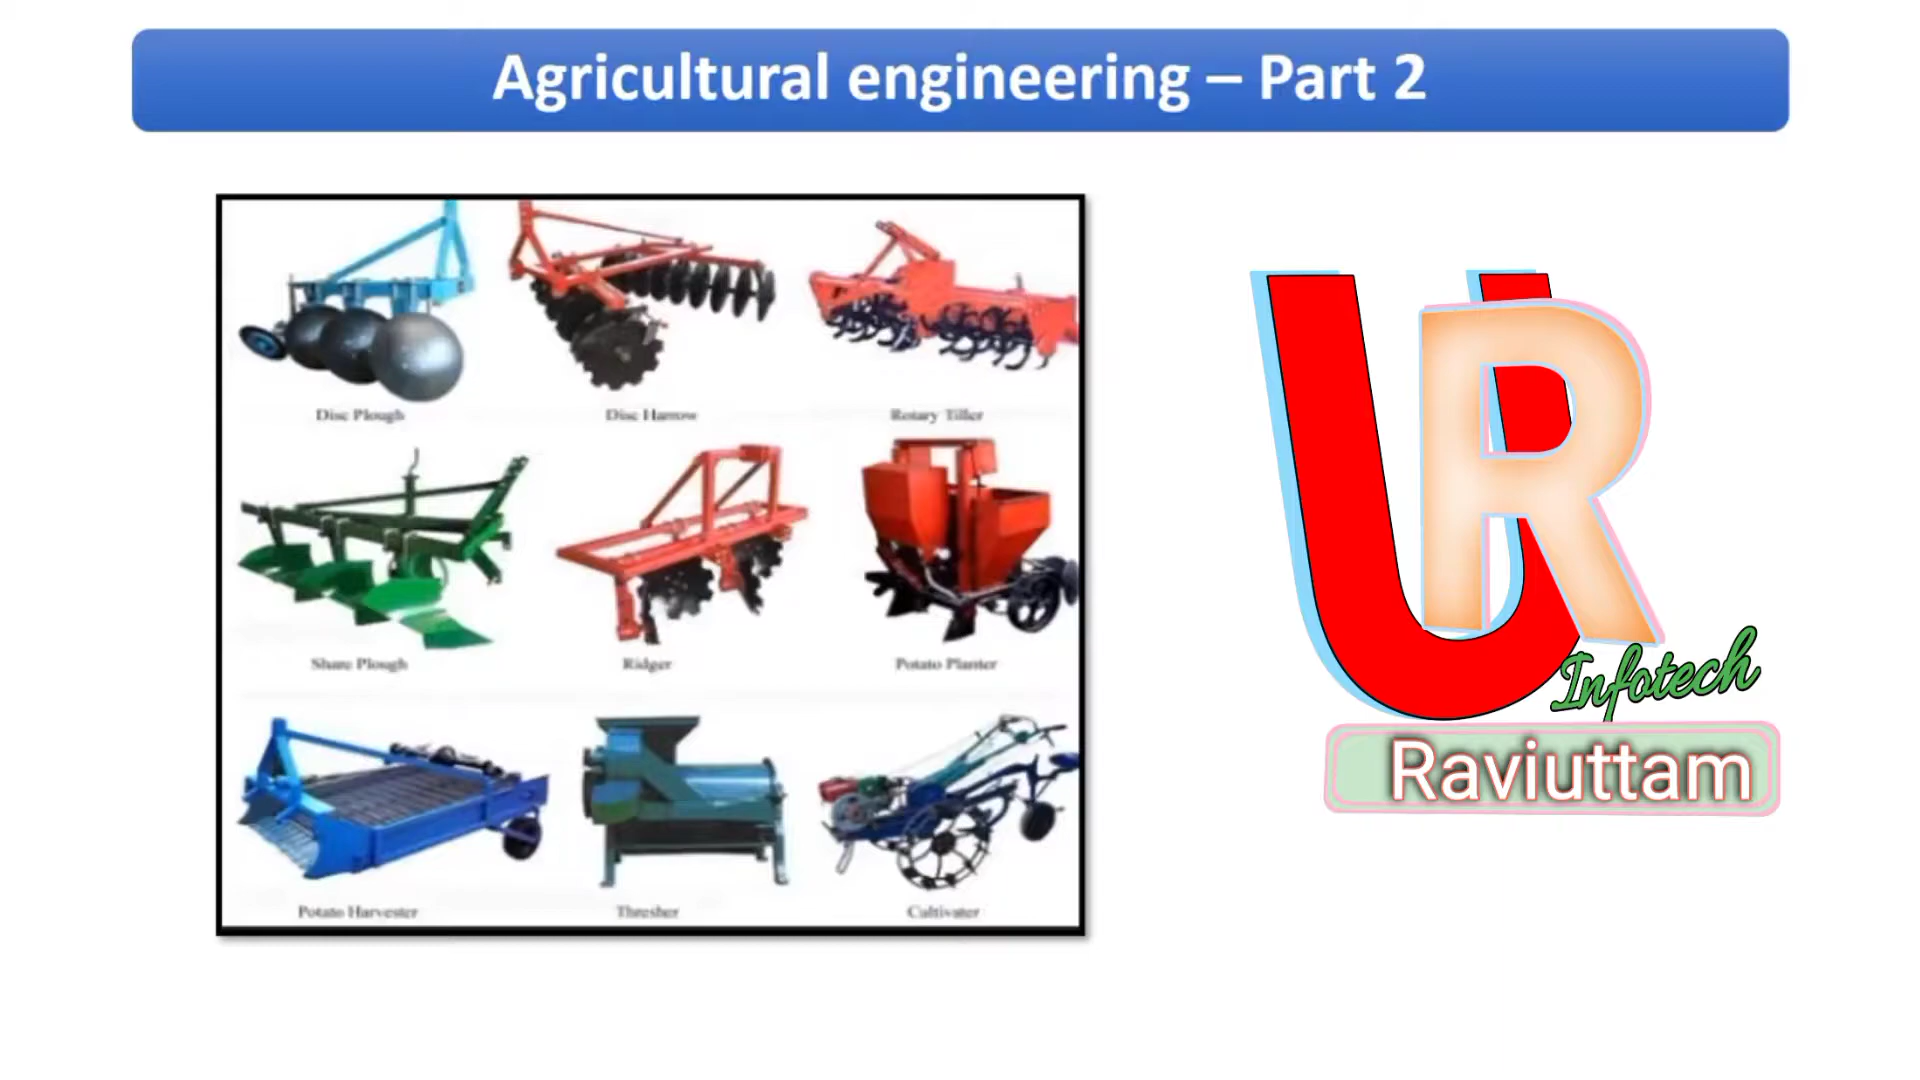 Agricultural engineering – Part 2
Disc Plough
Disc Harrow
Rotary Tiller
Share Plough
Ridger
Potato Planter
Potato Harvester
Thresher
Cultivater
UR
Infotech
Raviuttam